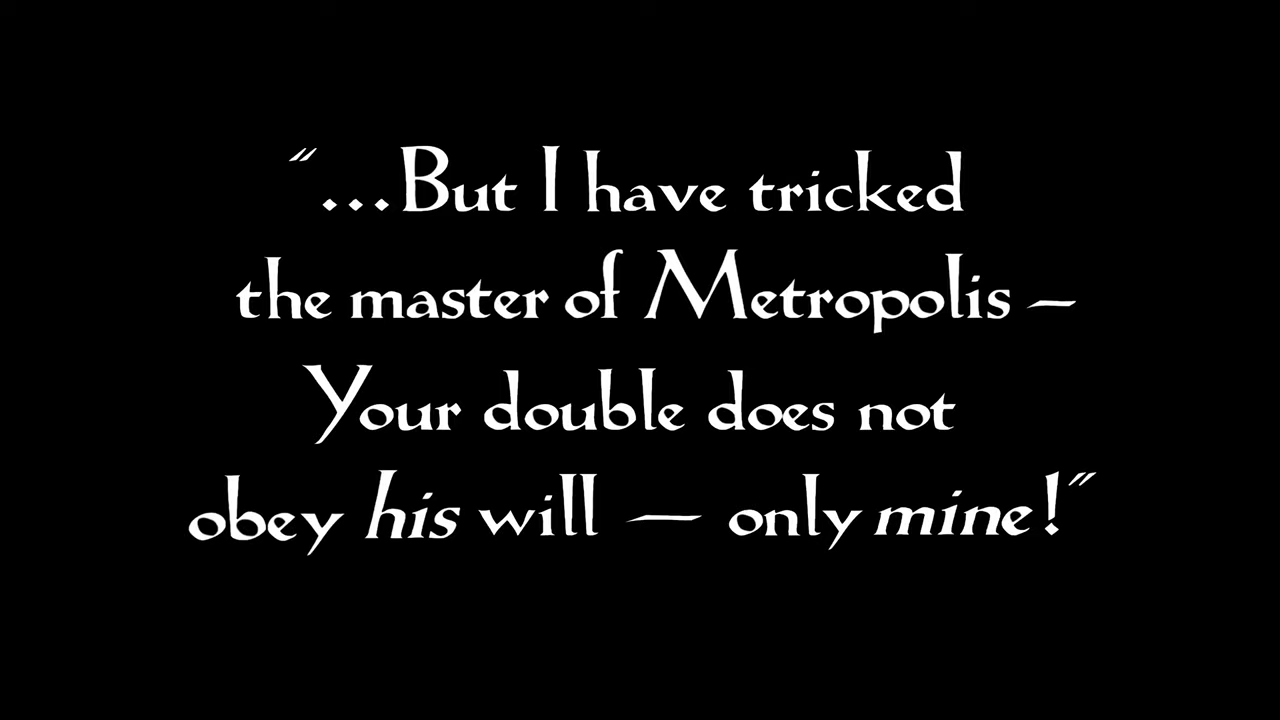 "...But I have tricked
the master of Metropolis –
Your double does not
obey his will — only mine!"